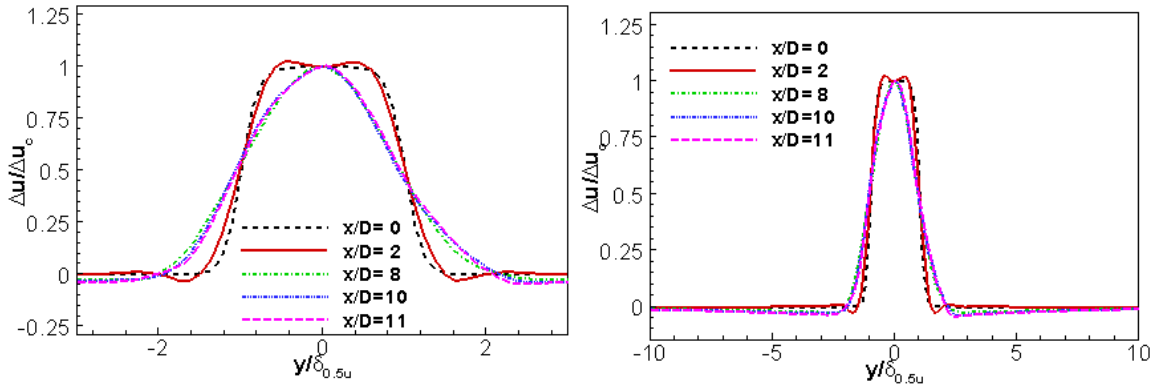 1.25
1
0.75
0.5
0.25
0
-0.25
Δu/Δuc
-2 0 2
y/δ0.5u
x/D= 0
x/D= 2
x/D= 8
x/D=10
x/D=11
1.25
1
0.75
0.5
0.25
0
Δu/Δuc
-10 -5 0 5 10
y/δ0.5u
x/D= 0
x/D= 2
x/D= 8
x/D=10
x/D=11